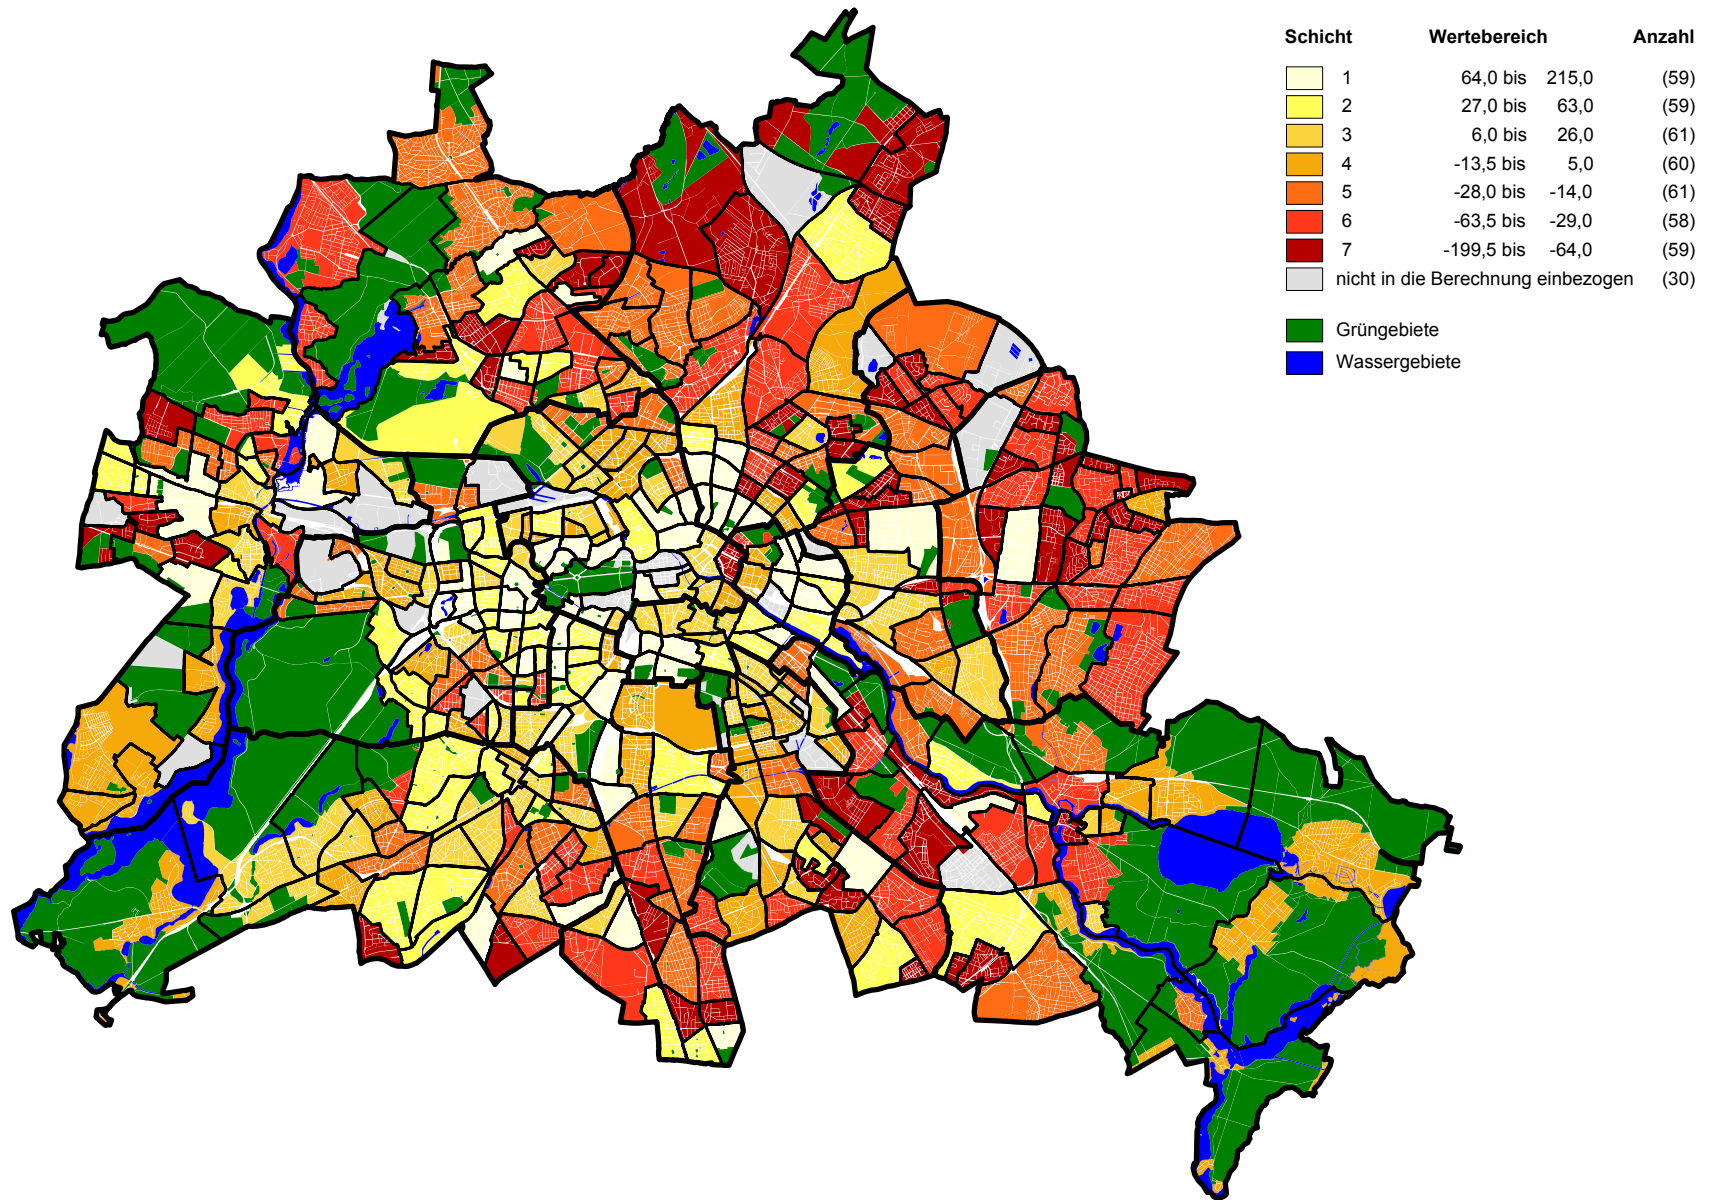 Schicht Wertebereich Anzahl
1 64,0 bis 215,0 (59)
2 27,0 bis 63,0 (59)
3 6,0 bis 26,0 (61)
4 -13,5 bis 5,0 (60)
5 -28,0 bis -14,0 (61)
6 -63,5 bis -29,0 (58)
7 -199,5 bis -64,0 (59)
nicht in die Berechnung einbezogen (30)
Grüngebiete
Wassergebiete